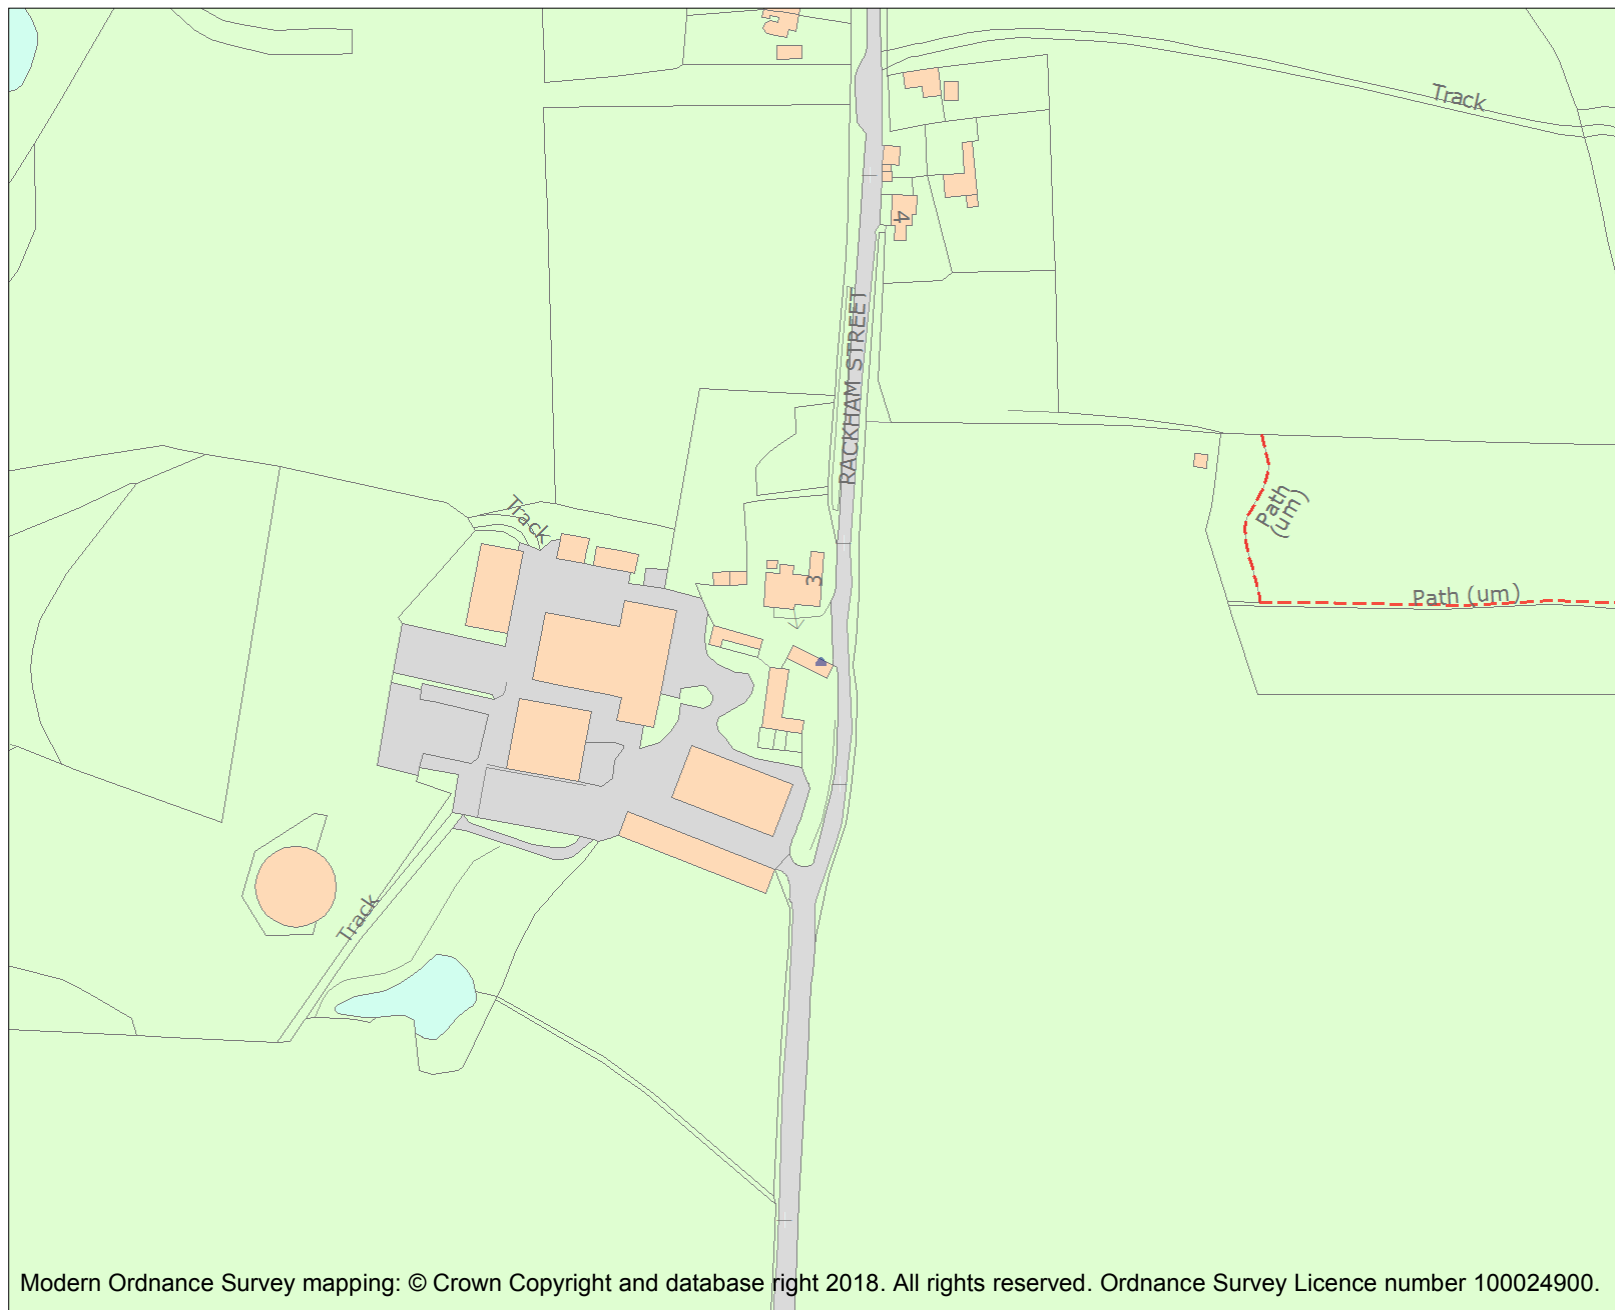 Track
4
RACKHAM STREET
Track
Path
(um)
3
Path (um)
Track
Modern Ordnance Survey mapping: © Crown Copyright and database right 2018. All rights reserved. Ordnance Survey Licence number 100024900.